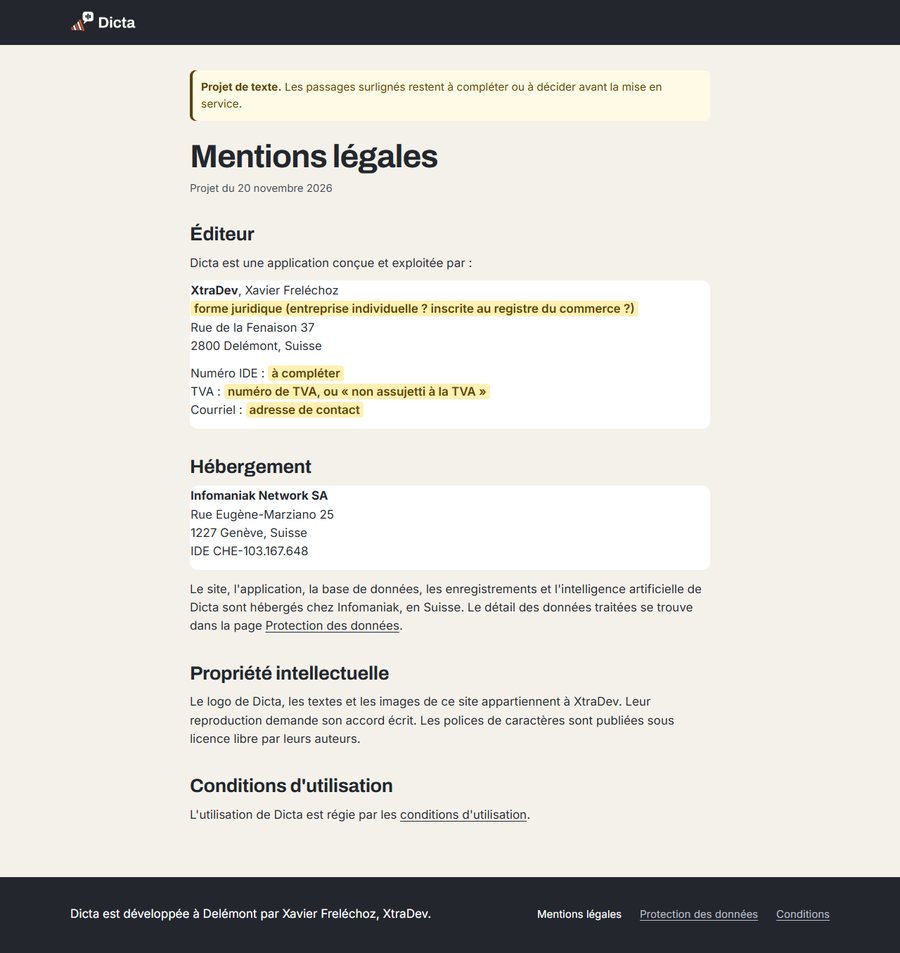 Dicta
Projet de texte. Les passages surlignés restent à compléter ou à décider avant la mise en
service.
Mentions légales
Projet du 20 novembre 2026
Éditeur
Dicta est une application conçue et exploitée par :
XtraDev, Xavier Freléchoz
forme juridique (entreprise individuelle ? inscrite au registre du commerce ?)
Rue de la Fenaison 37
2800 Delémont, Suisse
Numéro IDE : à compléter
TVA : numéro de TVA, ou « non assujetti à la TVA »
Courriel : adresse de contact
Hébergement
Infomaniak Network SA
Rue Eugène-Marziano 25
1227 Genève, Suisse
IDE CHE-103.167.648
Le site, l'application, la base de données, les enregistrements et l'intelligence artificielle de
Dicta sont hébergés chez Infomaniak, en Suisse. Le détail des données traitées se trouve
dans la page Protection des données.
Propriété intellectuelle
Le logo de Dicta, les textes et les images de ce site appartiennent à XtraDev. Leur
reproduction demande son accord écrit. Les polices de caractères sont publiées sous
licence libre par leurs auteurs.
Conditions d'utilisation
L'utilisation de Dicta est régie par les conditions d'utilisation.
Dicta est développée à Delémont par Xavier Freléchoz, XtraDev.
Mentions légales Protection des données Conditions